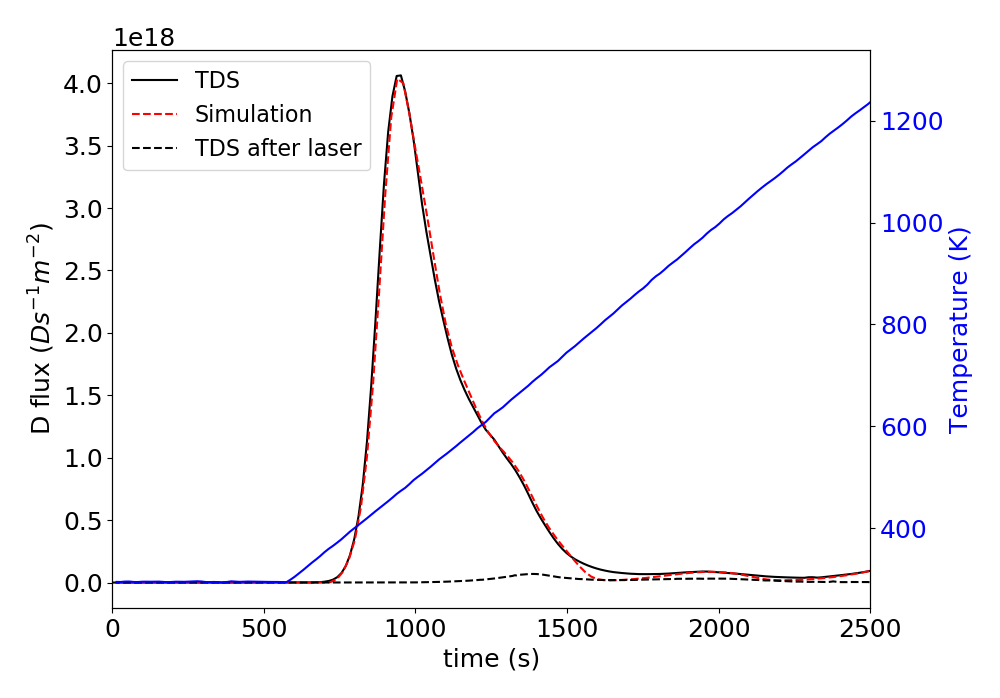 1e18
TDS
Simulation
TDS after laser
4.0
3.5
3.0
2.5
2.0
1.5
1.0
0.5
0.0
D flux (Ds⁻¹m⁻²)
1200
1000
800
600
400
Temperature (K)
0 500 1000 1500 2000 2500
time (s)